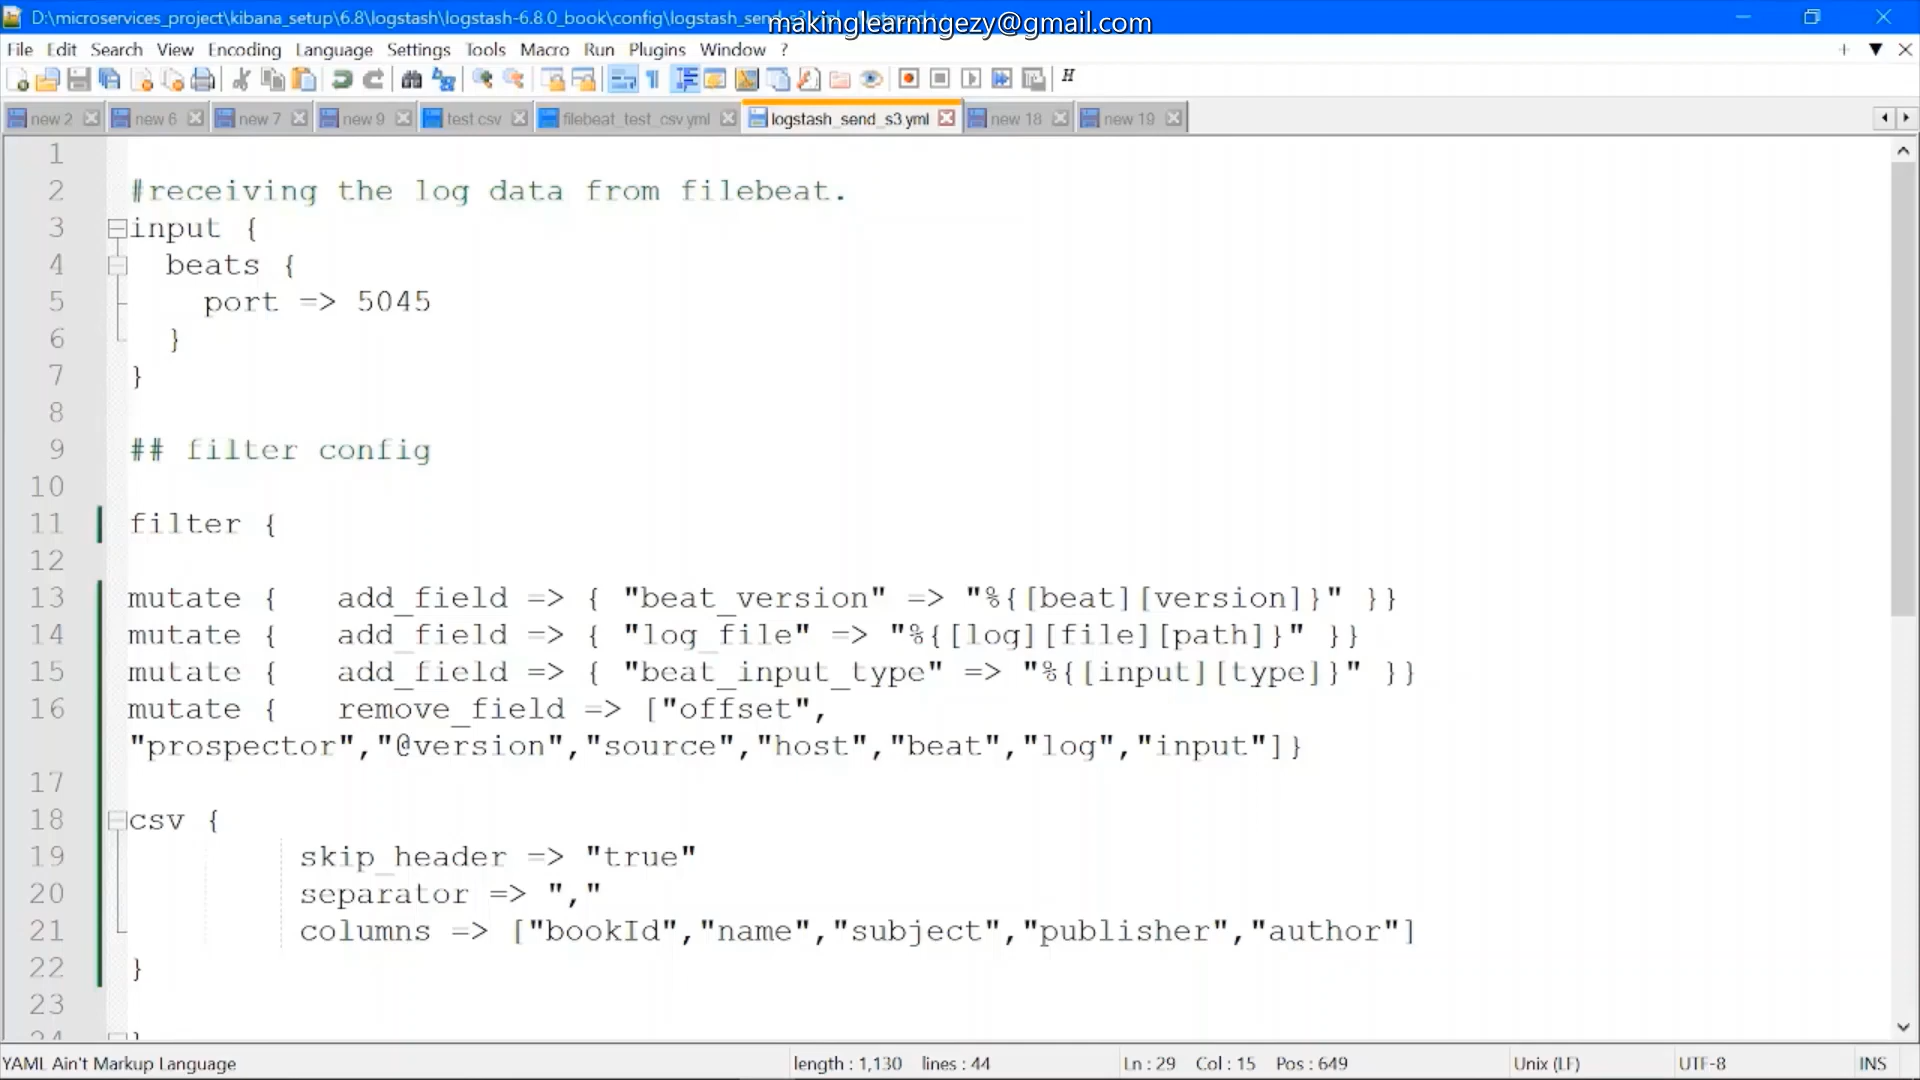 D:\microservices_project\kibana_setup\6.8\logstash\logstash-6.8.0_book\config\logstash_send_s3
makinglearnngezy@gmail.com
File Edit Search View Encoding Language Settings Tools Macro Run Plugins Window ?
new 2 new 6 new 7 new 9 test csv filebeat_test_csv yml logstash_send_s3 yml new 18 new 19
1
2 #receiving the log data from filebeat.
3 input {
4 beats {
5 port => 5045
6 }
7 }
8
9 ## filter config
10
11 filter {
12
13 mutate { add_field => { "beat_version" => "%{[beat][version]}" }}
14 mutate { add_field => { "log_file" => "%{[log][file][path]}" }}
15 mutate { add_field => { "beat_input_type" => "%{[input][type]}" }}
16 mutate { remove_field => ["offset",
"prospector","@version","source","host","beat","log","input"]}
17
18 csv {
19 skip_header => "true"
20 separator => ","
21 columns => ["bookId","name","subject","publisher","author"]
22 }
23
24 }
YAML Ain't Markup Language length : 1,130 lines : 44 Ln : 29 Col : 15 Pos : 649 Unix (LF) UTF-8 INS